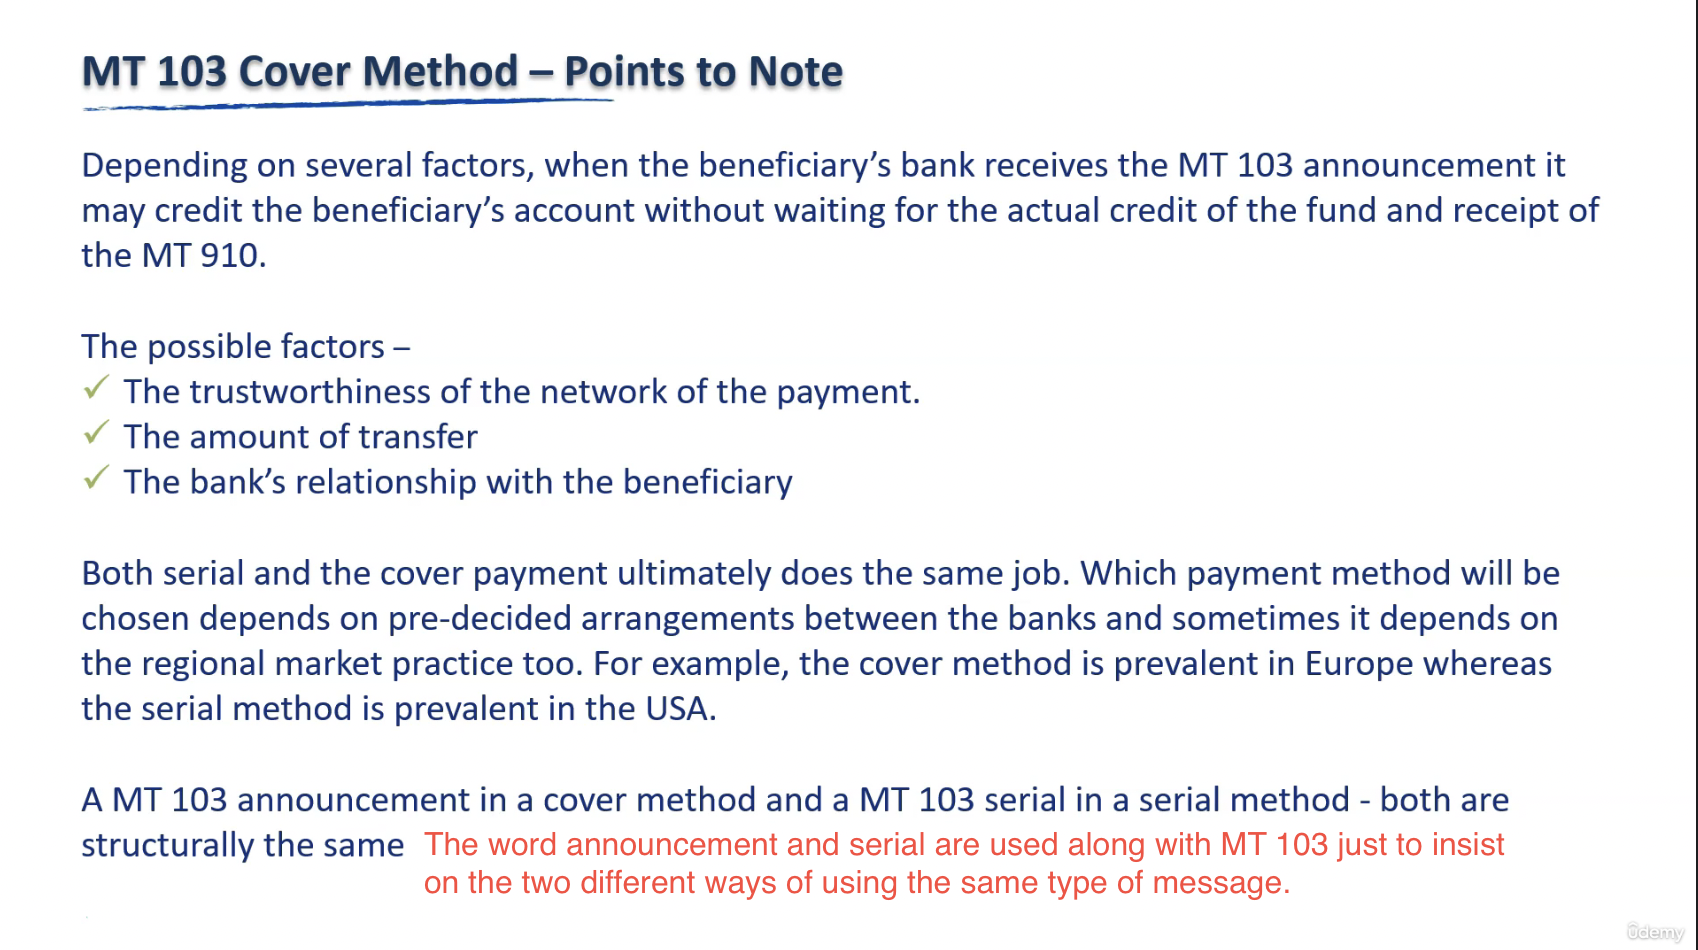 MT 103 Cover Method – Points to Note
Depending on several factors, when the beneficiary’s bank receives the MT 103 announcement it
may credit the beneficiary’s account without waiting for the actual credit of the fund and receipt of
the MT 910.
The possible factors –
✓ The trustworthiness of the network of the payment.
✓ The amount of transfer
✓ The bank’s relationship with the beneficiary
Both serial and the cover payment ultimately does the same job. Which payment method will be
chosen depends on pre-decided arrangements between the banks and sometimes it depends on
the regional market practice too. For example, the cover method is prevalent in Europe whereas
the serial method is prevalent in the USA.
A MT 103 announcement in a cover method and a MT 103 serial in a serial method - both are
structurally the same
The word announcement and serial are used along with MT 103 just to insist
on the two different ways of using the same type of message.
ûdemy